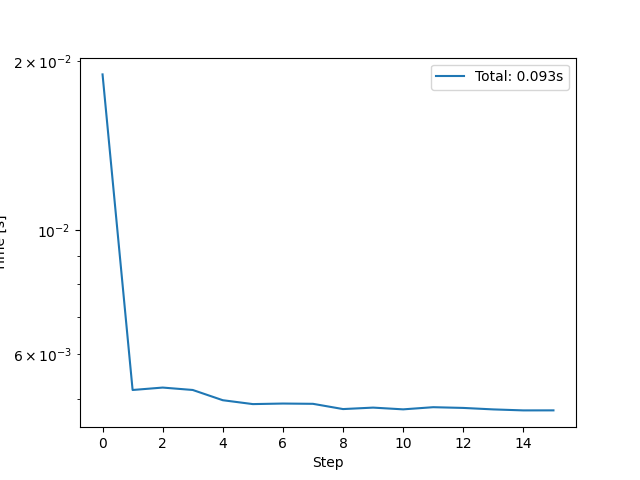 2 × 10⁻²
Total: 0.093s
10⁻²
[s]
6 × 10⁻³
0 2 4 6 8 10 12 14
Step